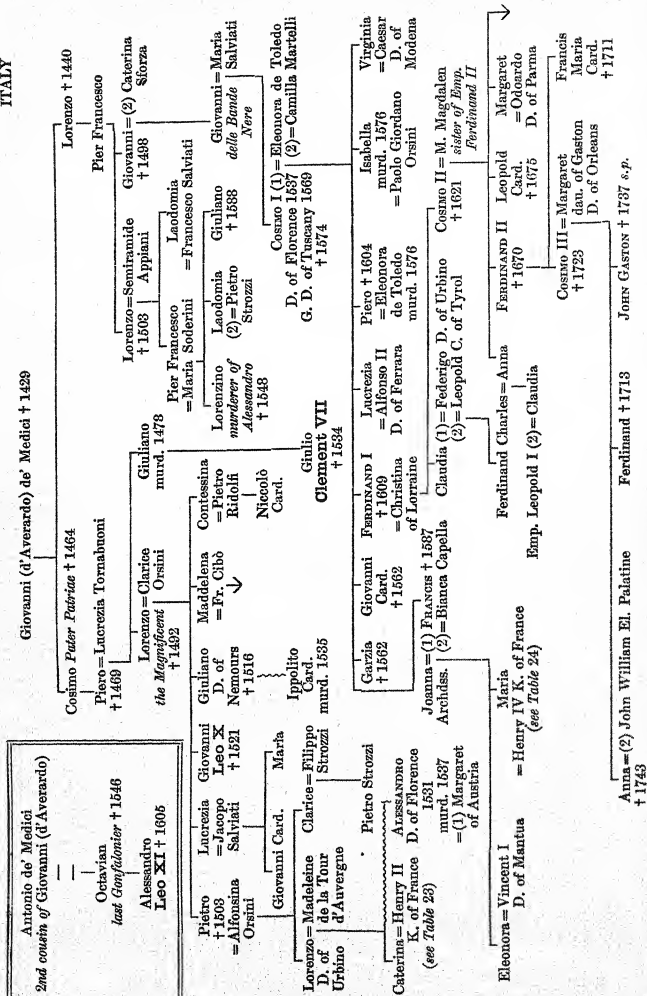 ITALY
Giovanni (d'Averardo) de' Medici † 1429
Antonio de' Medici
2nd cousin of Giovanni (d'Averardo)
Octavian
last Gonfalonier † 1546
Alessandro
Leo XI † 1605
Cosimo Pater Patriae † 1464
Lorenzo † 1440
Piero=Lucrezia Tornabuoni
† 1469
Pier Francesco
Lorenzo=Clarice
the Magnificent Orsini
† 1492
Giuliano
murd. 1478
Lorenzo=Semiramide
† 1503 Appiani
Giovanni=(2) Caterina
† 1498 Sforza
Pietro
† 1503
=Alfonsina
Orsini
Lucrezia
=Jacopo
Salviati
Giovanni
Leo X
† 1521
Giuliano
D. of
Nemours
† 1516
Maddelena
=Fr. Cibò
Contessina
=Pietro
Ridolfi
Niccolò
Card.
Giulio
Clement VII
† 1534
Pier Francesco
=Maria Soderini
Laodomia
=Francesco Salviati
Giovanni=Maria
delle Bande Salviati
Nere
Giovanni Card.
Maria
Ippolito
Card.
murd. 1535
Lorenzino
murderer of
Alessandro
† 1548
Laodomia
(2)=Pietro
Strozzi
Giuliano
† 1588
Cosimo I (1)=Eleonora de Toledo
D. of Florence 1537 (2)=Camilla Martelli
G. D. of Tuscany 1569
† 1574
Lorenzo=Madeleine
D. of de la Tour
Urbino d'Auvergne
Clarice=Filippo
Strozzi
Pietro Strozzi
Caterina=Henry II
K. of France
(see Table 23)
Alessandro
D. of Florence
1531
murd. 1537
=(1) Margaret
of Austria
Garzia
† 1562
Giovanni
Card.
† 1562
Ferdinand I
† 1609
=Christina
of Lorraine
Lucrezia
=Alfonso II
D. of Ferrara
Piero † 1604
=Eleonora
de Toledo
murd. 1576
Isabella
murd. 1576
=Paolo Giordano
Orsini
Virginia
=Caesar
D. of
Modena
Joanna=(1) Francis † 1587
Archdss. (2)=Bianca Capella
Claudia (1)=Federigo D. of Urbino
(2)=Leopold C. of Tyrol
Cosimo II=M. Magdalen
† 1621 sister of Emp.
Ferdinand II
Eleonora=Vincent I
D. of Mantua
Maria
=Henry IV K. of France
(see Table 24)
Ferdinand Charles=Anna
Emp. Leopold I (2)=Claudia
Ferdinand II
† 1670
Leopold
Card.
† 1675
Margaret
=Odoardo
D. of Parma
Cosimo III=Margaret
† 1723 dau. of Gaston
D. of Orleans
Francis
Maria
Card.
† 1711
Anna=(2) John William El. Palatine
† 1743
Ferdinand † 1713
John Gaston † 1737 s.p.